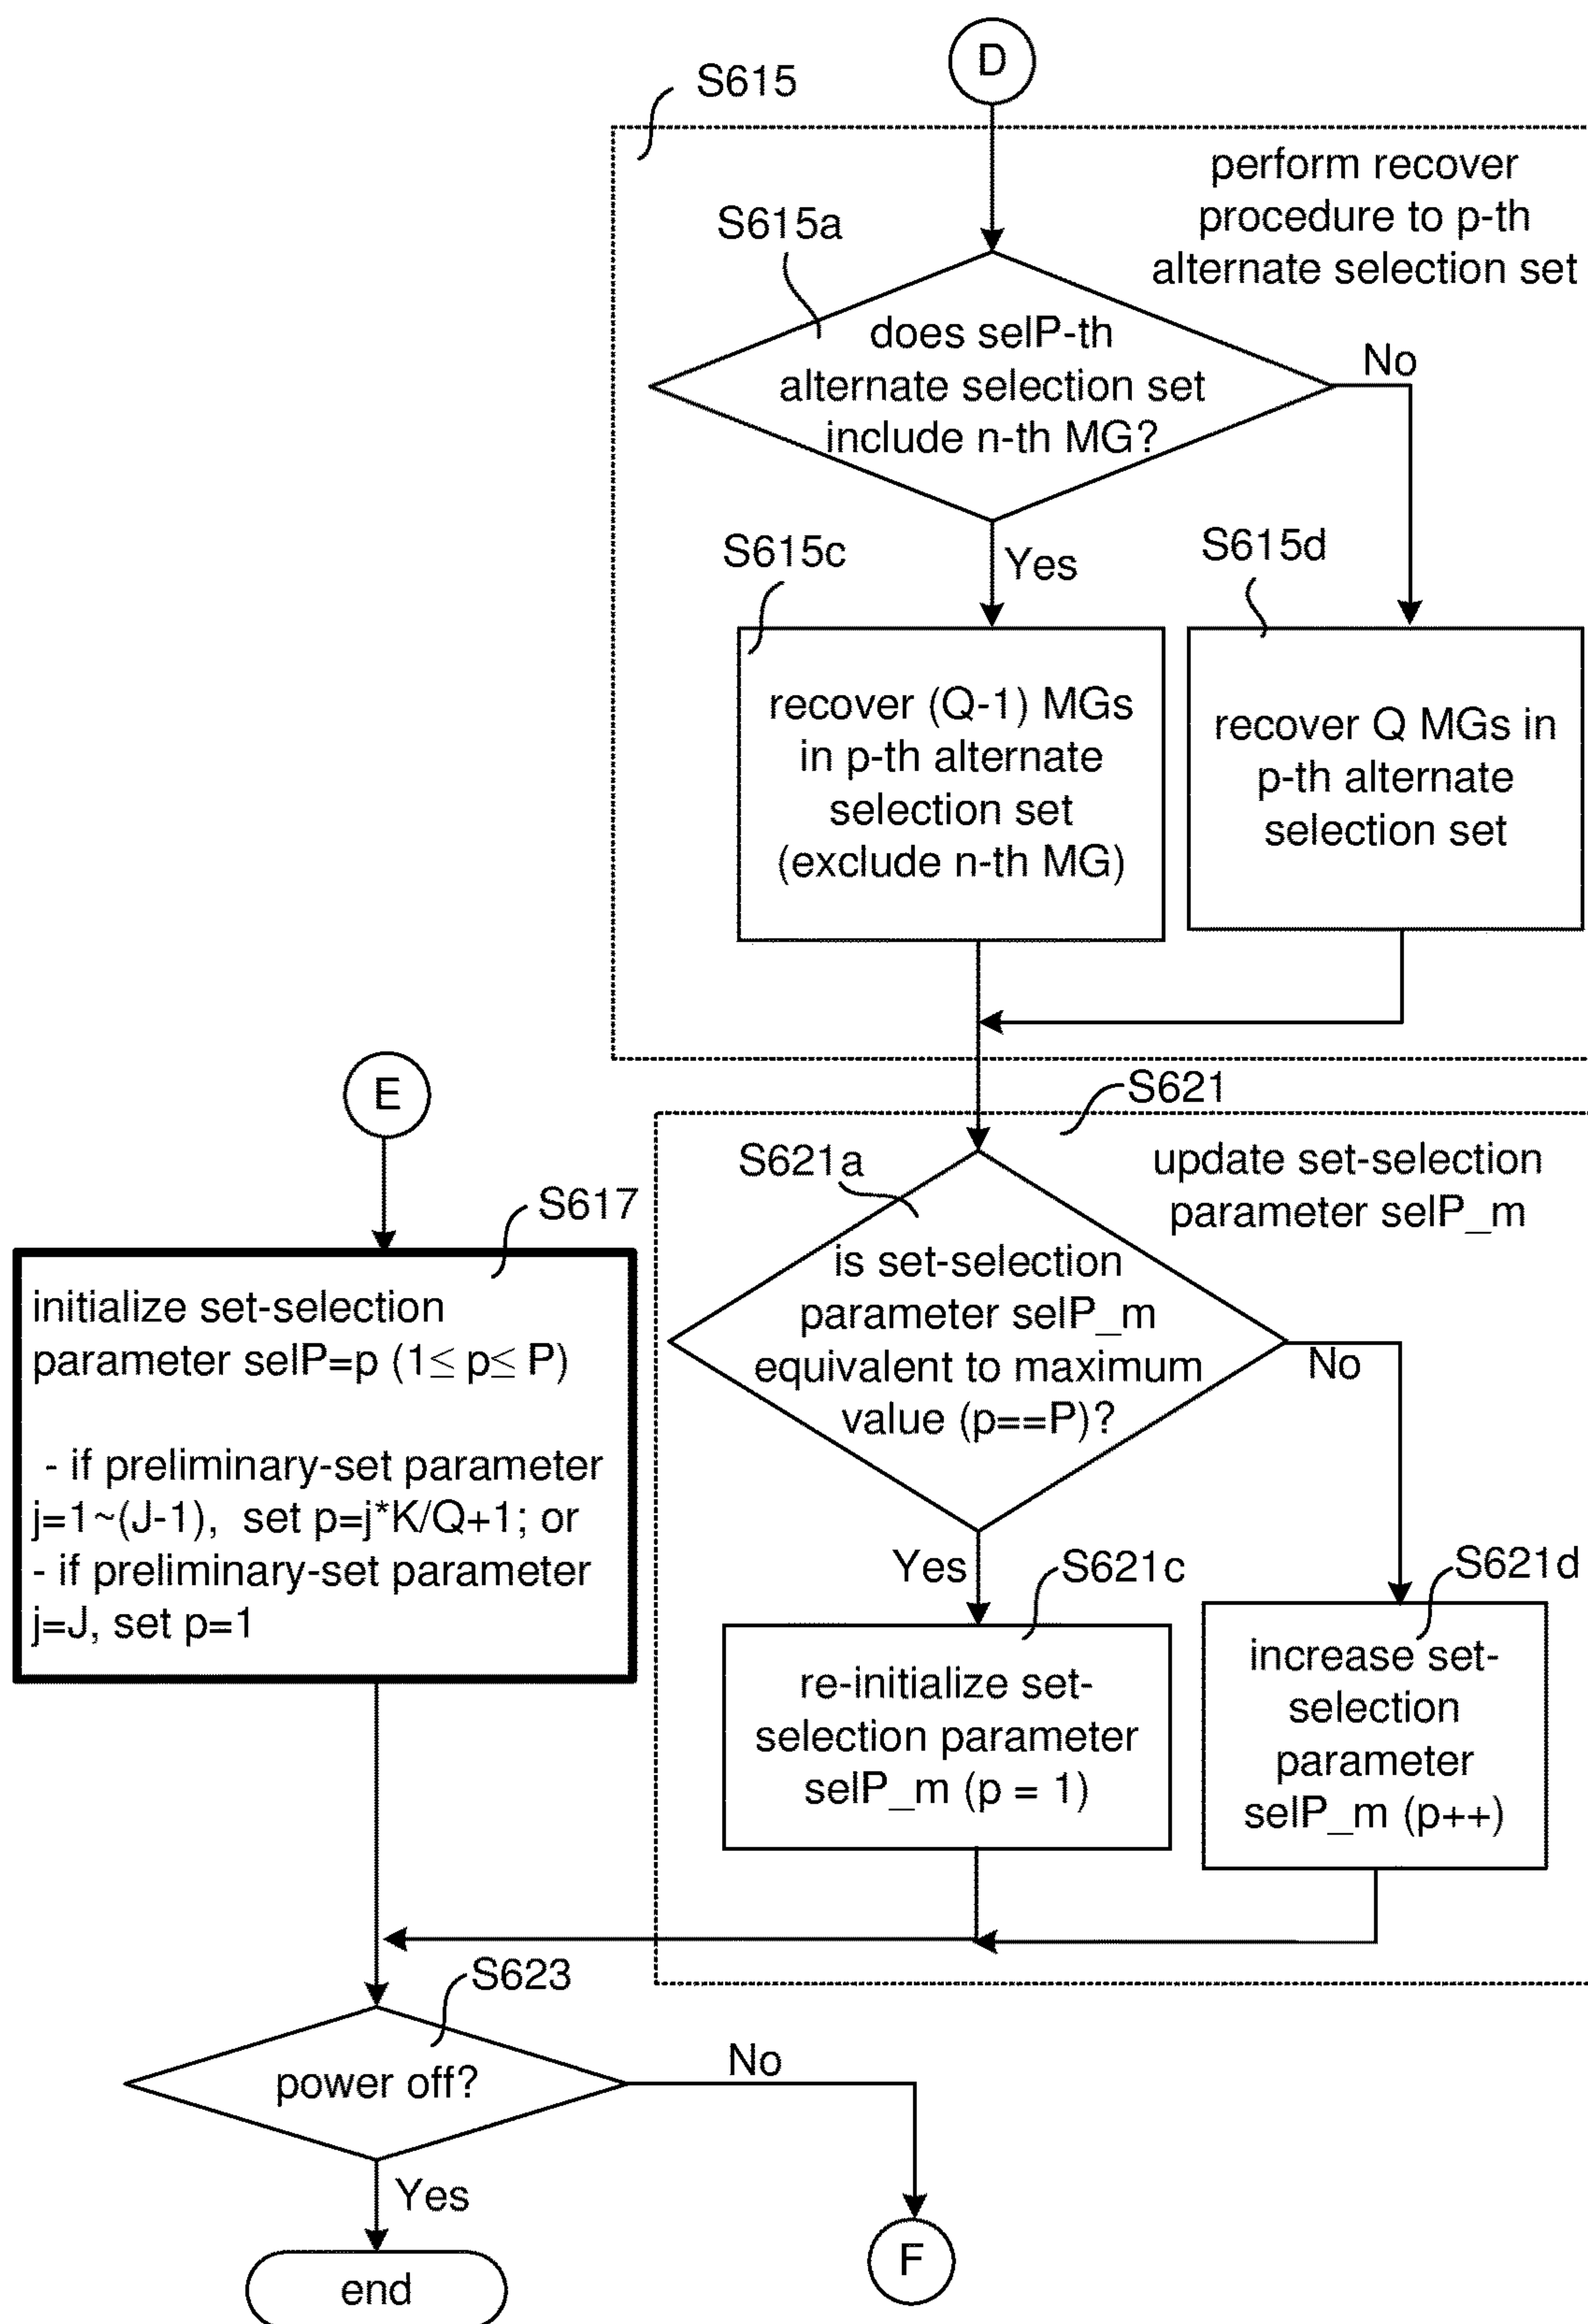 D
S615
perform recover
procedure to p-th
alternate selection set
S615a
does selP-th
alternate selection set
include n-th MG?
No
Yes
S615c
S615d
recover (Q-1) MGs
in p-th alternate
selection set
(exclude n-th MG)
recover Q MGs in
p-th alternate
selection set
E
S621
S617
S621a
update set-selection
parameter selP_m
initialize set-selection
parameter selP=p (1≤ p≤ P)
- if preliminary-set parameter
j=1~(J-1), set p=j*K/Q+1; or
- if preliminary-set parameter
j=J, set p=1
is set-selection
parameter selP_m
equivalent to maximum
value (p==P)?
No
Yes
S621c
S621d
re-initialize set-
selection parameter
selP_m (p = 1)
increase set-
selection
parameter
selP_m (p++)
S623
power off?
No
Yes
F
end